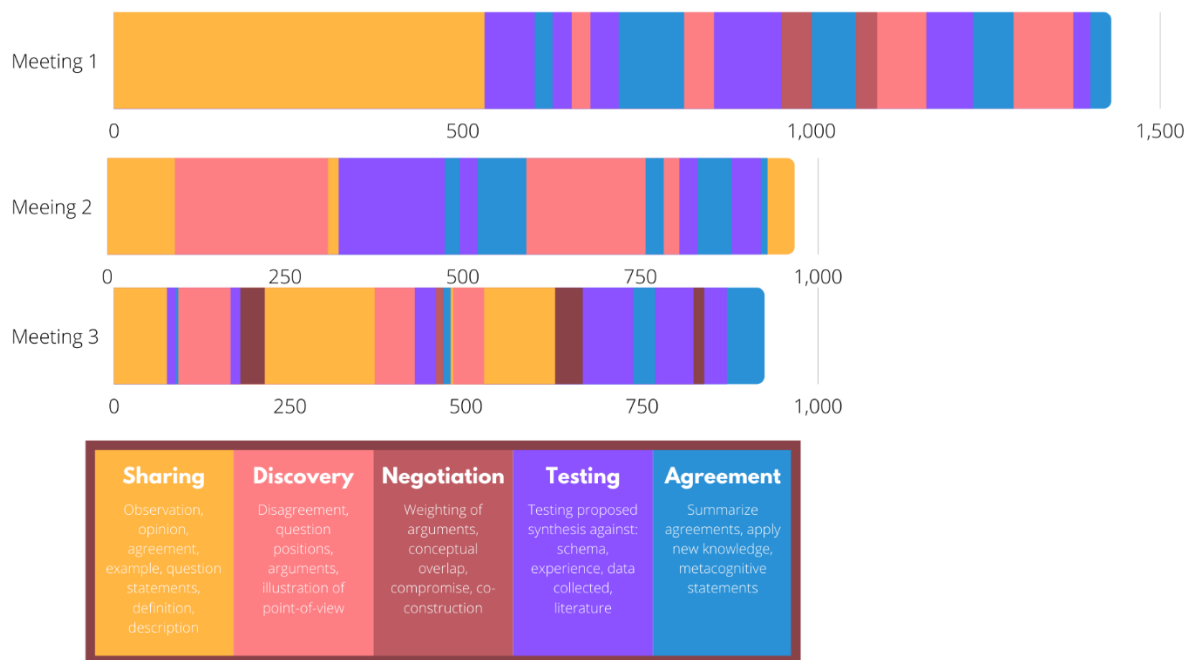 Meeting 1
0 500 1,000 1,500
Meeing 2
0 250 500 750 1,000
Meeting 3
0 250 500 750 1,000
Sharing
Observation,
opinion,
agreement,
example, question
statements,
definition,
description
Discovery
Disagreement,
question
positions,
arguments,
illustration of
point-of-view
Negotiation
Weighting of
arguments,
conceptual
overlap,
compromise, co-
construction
Testing
Testing proposed
synthesis against:
schema,
experience, data
collected,
literature
Agreement
Summarize
agreements, apply
new knowledge,
metacognitive
statements